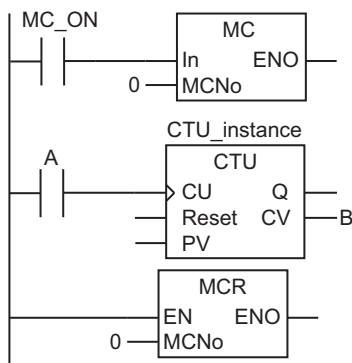 MC_ON
MC
In ENO
0 MCNo
CTU_instance
A
CTU
CU Q
Reset CV B
PV
MCR
EN ENO
0 MCNo